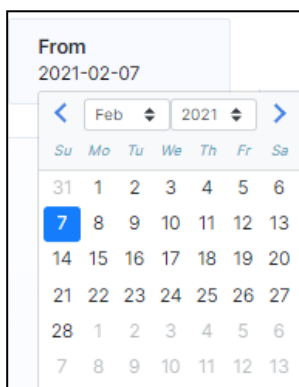 From
2021-02-07
Feb 2021
Su Mo Tu We Th Fr Sa
31 1 2 3 4 5 6
7 8 9 10 11 12 13
14 15 16 17 18 19 20
21 22 23 24 25 26 27
28 1 2 3 4 5 6
7 8 9 10 11 12 13